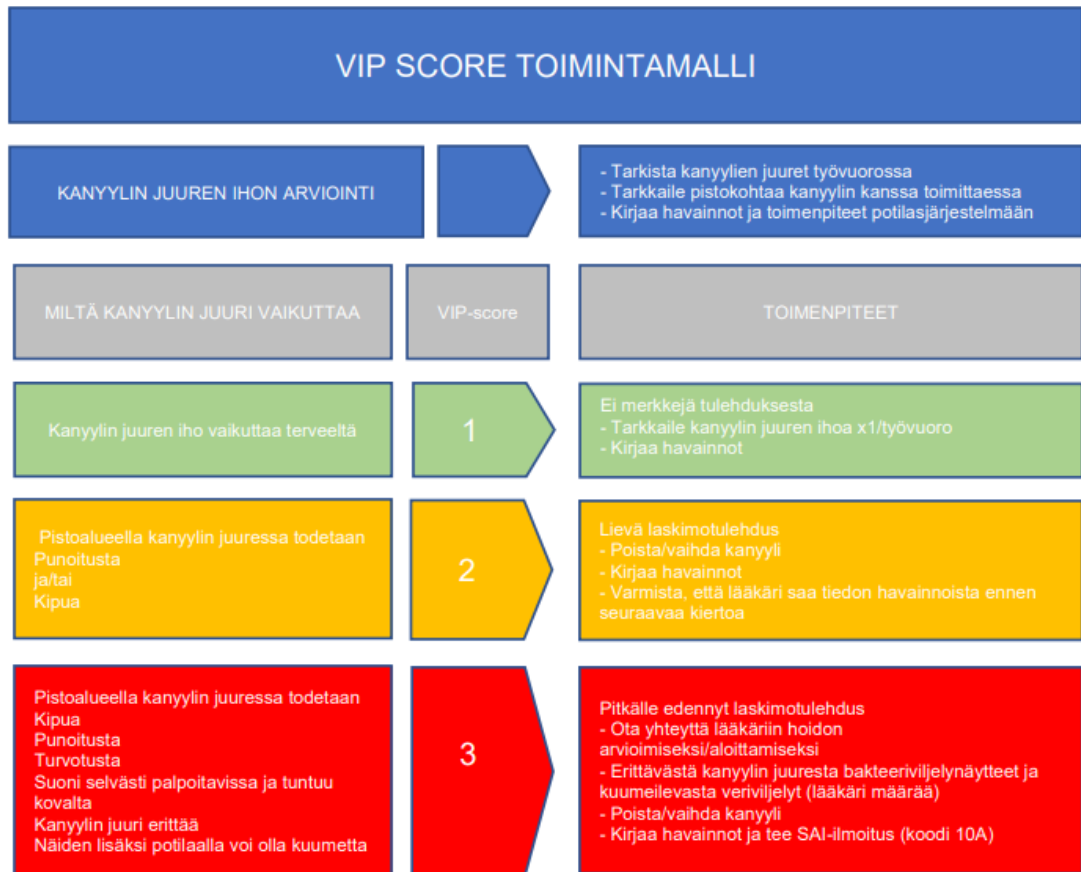 VIP SCORE TOIMINTAMALLI
KANYYLIN JUUREN IHON ARVIOINTI
- Tarkista kanyylien juuret työvuorossa
- Tarkkaile pistokohtaa kanyylin kanssa toimittaessa
- Kirjaa havainnot ja toimenpiteet potilasjärjestelmään
MILTÄ KANYYLIN JUURI VAIKUTTAA
VIP-score
TOIMENPITEET
Kanyylin juuren iho vaikuttaa terveeltä
1
Ei merkkejä tulehduksesta
- Tarkkaile kanyylin juuren ihoa x1/työvuoro
- Kirjaa havainnot
Pistoalueella kanyylin juuressa todetaan
Punoitusta
ja/tai
Kipua
2
Lievä laskimotulehdus
- Poista/vaihda kanyyli
- Kirjaa havainnot
- Varmista, että lääkäri saa tiedon havainnoista ennen
seuraavaa kiertoa
Pistoalueella kanyylin juuressa todetaan
Kipua
Punoitusta
Turvotusta
Suoni selvästi palpoitavissa ja tuntuu
kovalta
Kanyylin juuri erittää
Näiden lisäksi potilaalla voi olla kuumetta
3
Pitkälle edennyt laskimotulehdus
- Ota yhteyttä lääkäriin hoidon
arvioimiseksi/aloittamiseksi
- Erittävästä kanyylin juuresta bakteeriviljelynäytteet ja
kuumeilevasta veriviljelyt (lääkäri määrää)
- Poista/vaihda kanyyli
- Kirjaa havainnot ja tee SAI-ilmoitus (koodi 10A)